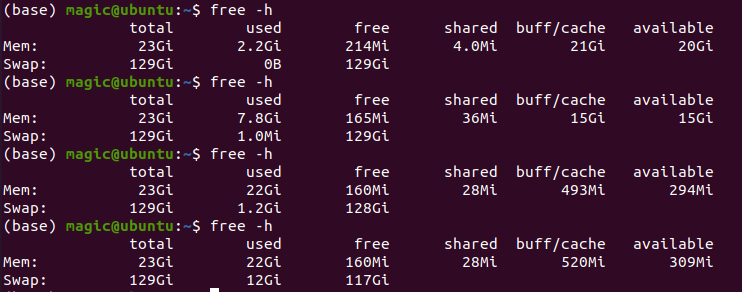 (base) magic@ubuntu:~$ free -h
              total        used        free      shared  buff/cache   available
Mem:           23Gi       2.2Gi       214Mi       4.0Mi        21Gi        20Gi
Swap:         129Gi          0B       129Gi
(base) magic@ubuntu:~$ free -h
              total        used        free      shared  buff/cache   available
Mem:           23Gi       7.8Gi       165Mi        36Mi        15Gi        15Gi
Swap:         129Gi       1.0Mi       129Gi
(base) magic@ubuntu:~$ free -h
              total        used        free      shared  buff/cache   available
Mem:           23Gi        22Gi       160Mi        28Mi       493Mi       294Mi
Swap:         129Gi       1.2Gi       128Gi
(base) magic@ubuntu:~$ free -h
              total        used        free      shared  buff/cache   available
Mem:           23Gi        22Gi       160Mi        28Mi       520Mi       309Mi
Swap:         129Gi        12Gi       117Gi